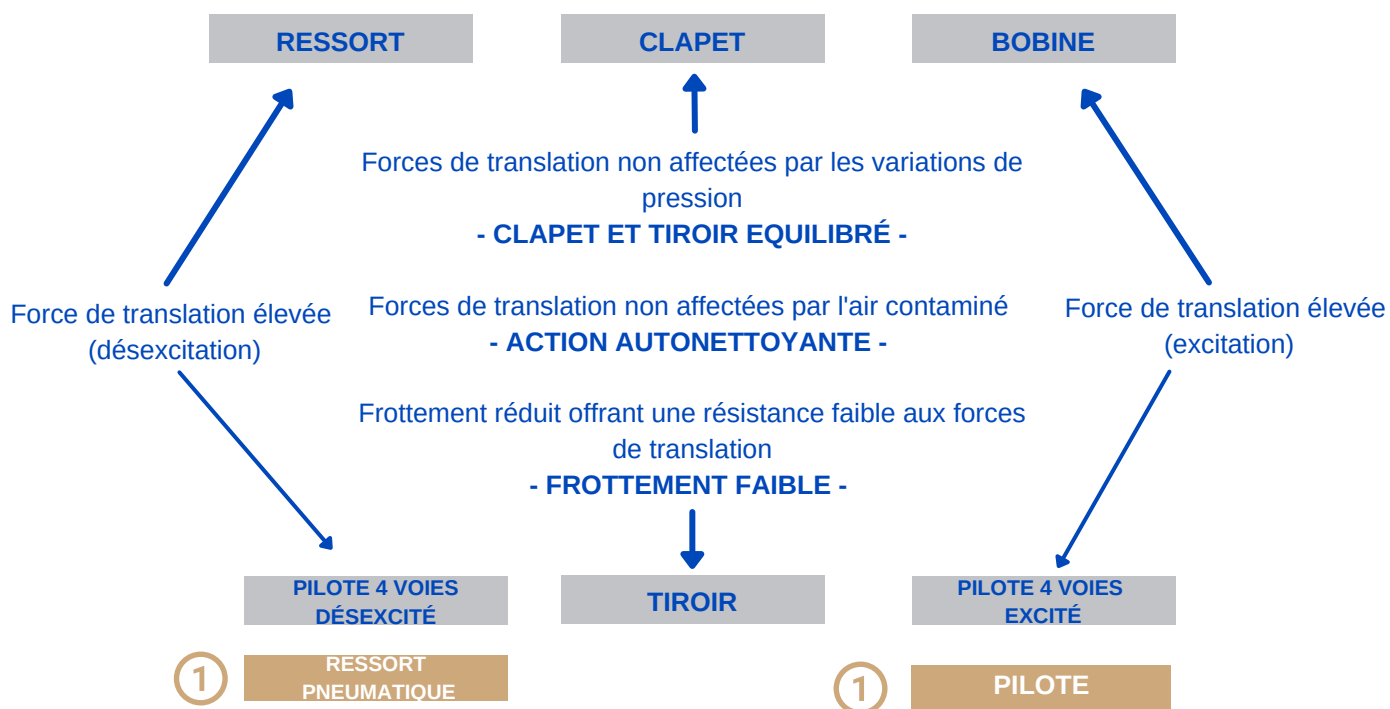 RESSORT
CLAPET
BOBINE
Forces de translation non affectées par les variations de
pression
- CLAPET ET TIROIR EQUILIBRÉ -
Force de translation élevée
(désexcitation)
Forces de translation non affectées par l'air contaminé
- ACTION AUTONETTOYANTE -
Force de translation élevée
(excitation)
Frottement réduit offrant une résistance faible aux forces
de translation
- FROTTEMENT FAIBLE -
PILOTE 4 VOIES
DÉSEXCITÉ
TIROIR
PILOTE 4 VOIES
EXCITÉ
1
RESSORT
PNEUMATIQUE
1
PILOTE